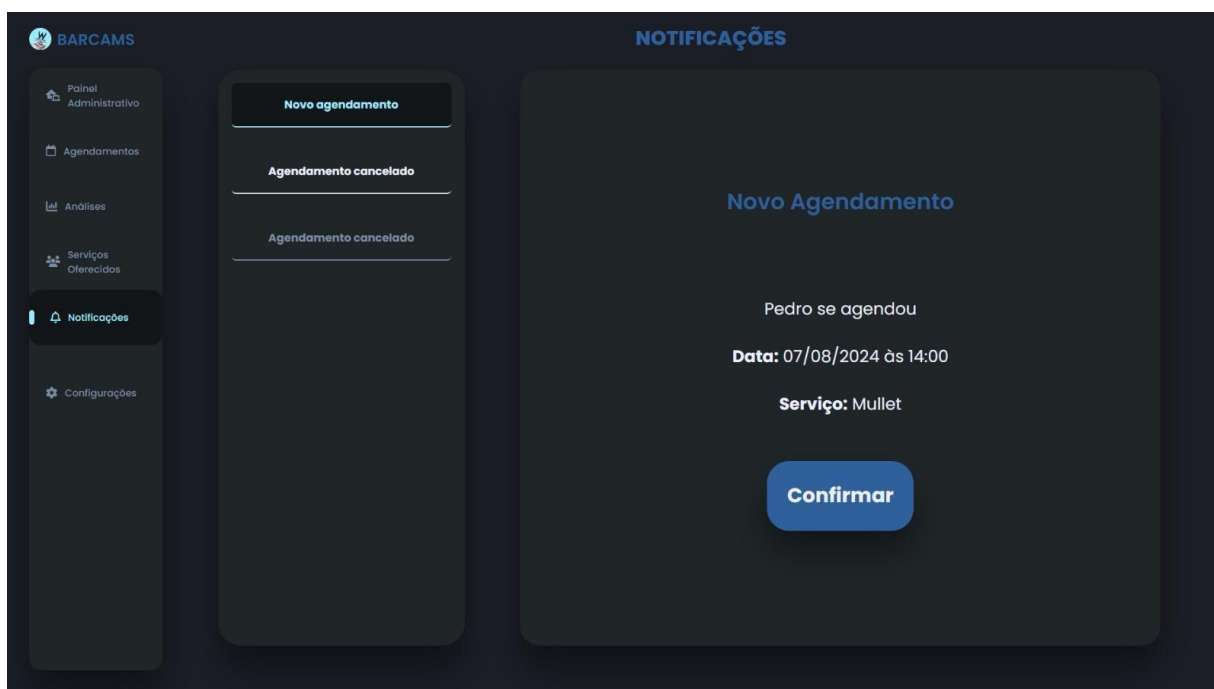 BARCAMS
NOTIFICAÇÕES
Painel
Administrativo
Agendamentos
Análises
Serviços
Oferecidos
Notificações
Configurações
Novo agendamento
Agendamento cancelado
Agendamento cancelado
Novo Agendamento
Pedro se agendou
Data: 07/08/2024 às 14:00
Serviço: Mullet
Confirmar